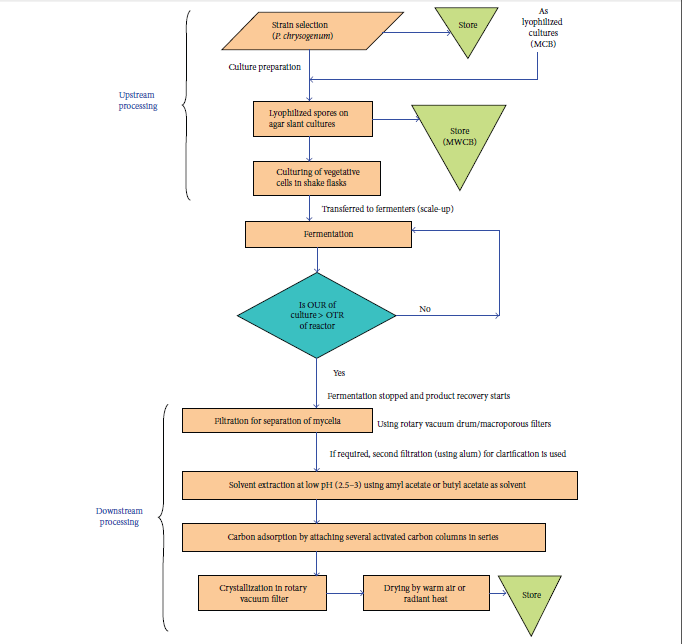 Strain selection
(P. chrysogenum)
Store
As
lyophilized
cultures
(MCB)
Culture preparation
Upstream
processing
Lyophilized spores on
agar slant cultures
Store
(MWCB)
Culturing of vegetative
cells in shake flasks
Transferred to fermenters (scale-up)
Fermentation
Is OUR of
culture > OTR
of reactor
No
Yes
Fermentation stopped and product recovery starts
Filtration for separation of mycelia
Using rotary vacuum drum/macroporous filters
If required, second filtration (using alum) for clarification is used
Solvent extraction at low pH (2.5–3) using amyl acetate or butyl acetate as solvent
Downstream
processing
Carbon adsorption by attaching several activated carbon columns in series
Crystallization in rotary
vacuum filter
Drying by warm air or
radiant heat
Store